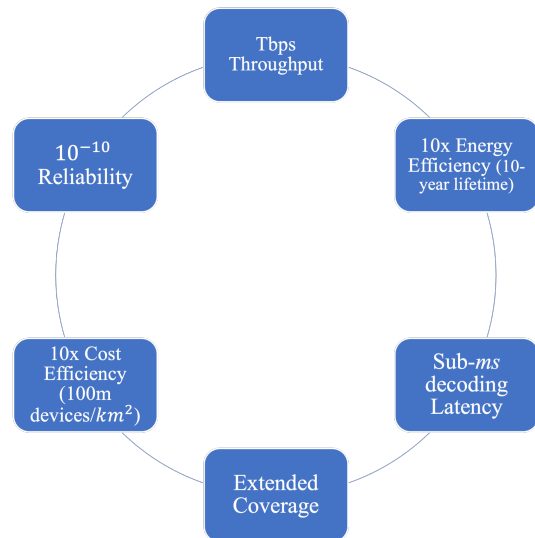 Tbps
Throughput
10x Energy
Efficiency (10-
year lifetime)
Sub-ms
decoding
Latency
Extended
Coverage
10x Cost
Efficiency
(100m
devices/km²)
10⁻¹⁰
Reliability